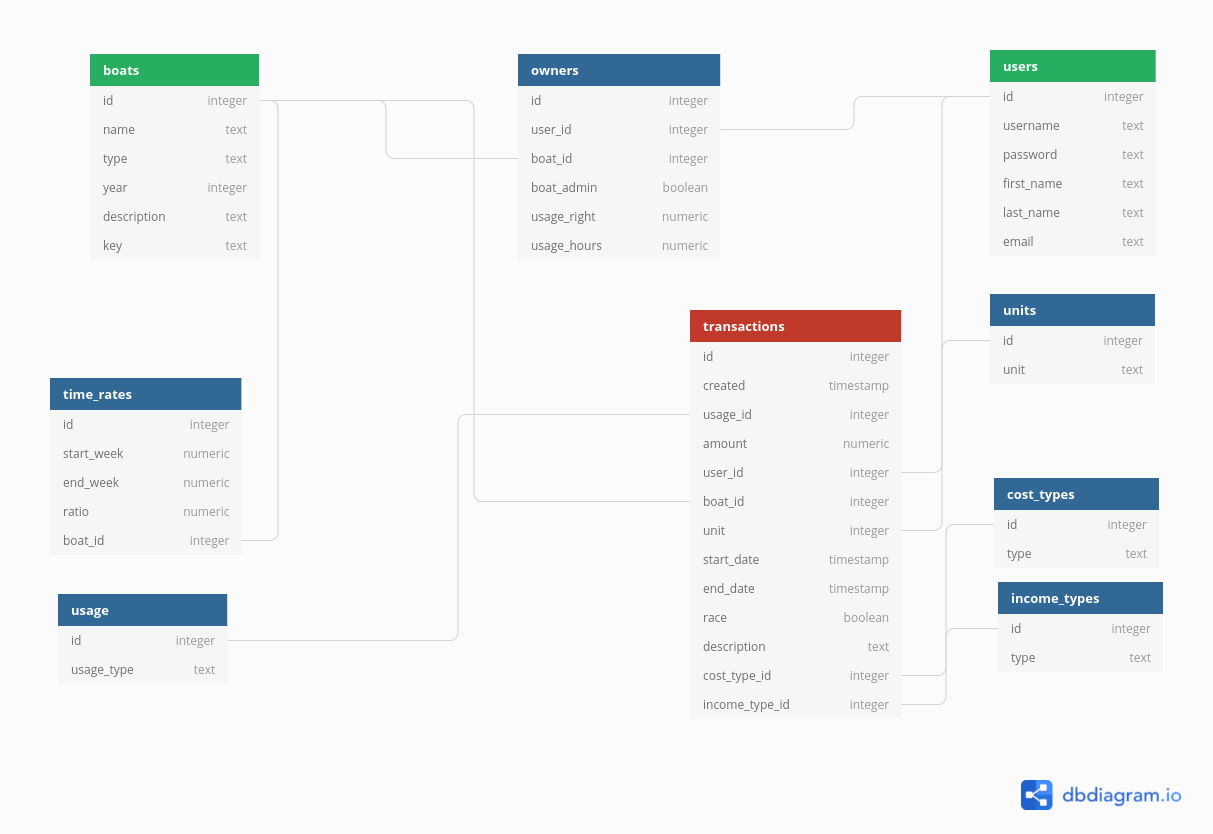 boats
id integer
name text
type text
year integer
description text
key text
owners
id integer
user_id integer
boat_id integer
boat_admin boolean
usage_right numeric
usage_hours numeric
users
id integer
username text
password text
first_name text
last_name text
email text
units
id integer
unit text
transactions
id integer
created timestamp
usage_id integer
amount numeric
user_id integer
boat_id integer
unit integer
start_date timestamp
end_date timestamp
race boolean
description text
cost_type_id integer
income_type_id integer
time_rates
id integer
start_week numeric
end_week numeric
ratio numeric
boat_id integer
cost_types
id integer
type text
income_types
id integer
type text
usage
id integer
usage_type text
dbdiagram.io